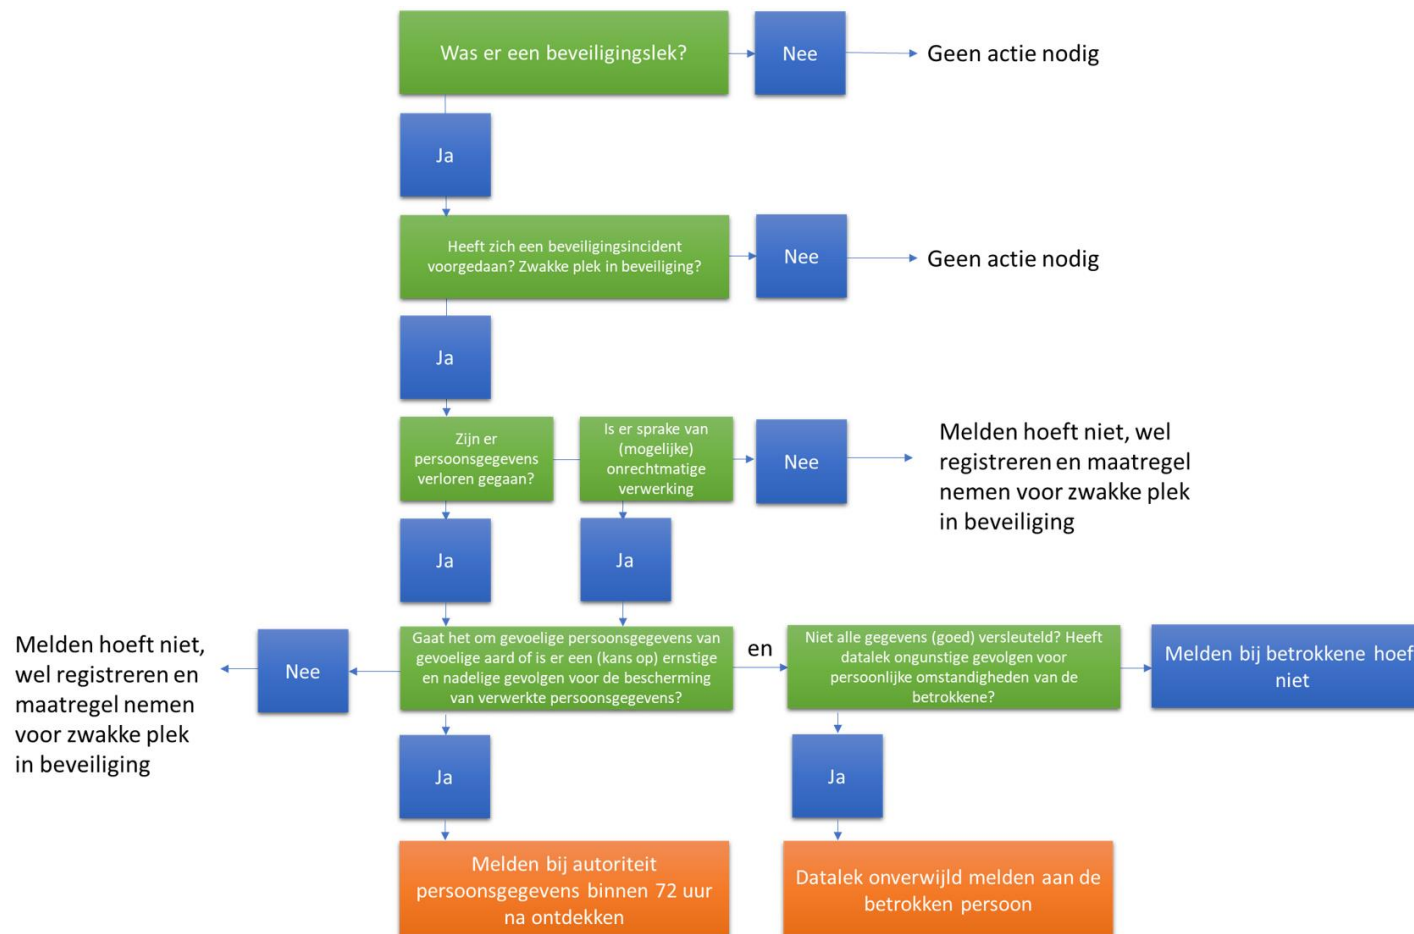 Was er een beveiligingslek?
Nee
Geen actie nodig
Ja
Heeft zich een beveiligingsincident
voorgedaan? Zwakke plek in beveiliging?
Nee
Geen actie nodig
Ja
Zijn er
persoonsgegevens
verloren gegaan?
Is er sprake van
(mogelijke)
onrechtmatige
verwerking
Nee
Melden hoeft niet, wel
registreren en maatregel
nemen voor zwakke plek
in beveiliging
Ja
Ja
Melden hoeft niet,
wel registreren en
maatregel nemen
voor zwakke plek
in beveiliging
Nee
Gaat het om gevoelige persoonsgegevens van
gevoelige aard of is er een (kans op) ernstige
en nadelige gevolgen voor de bescherming
van verwerkte persoonsgegevens?
en
Niet alle gegevens (goed) versleuteld? Heeft
datalek ongunstige gevolgen voor
persoonlijke omstandigheden van de
betrokkene?
Melden bij betrokkene hoef
niet
Ja
Ja
Melden bij autoriteit
persoonsgegevens binnen 72 uur
na ontdekken
Datalek onverwijld melden aan de
betrokken persoon